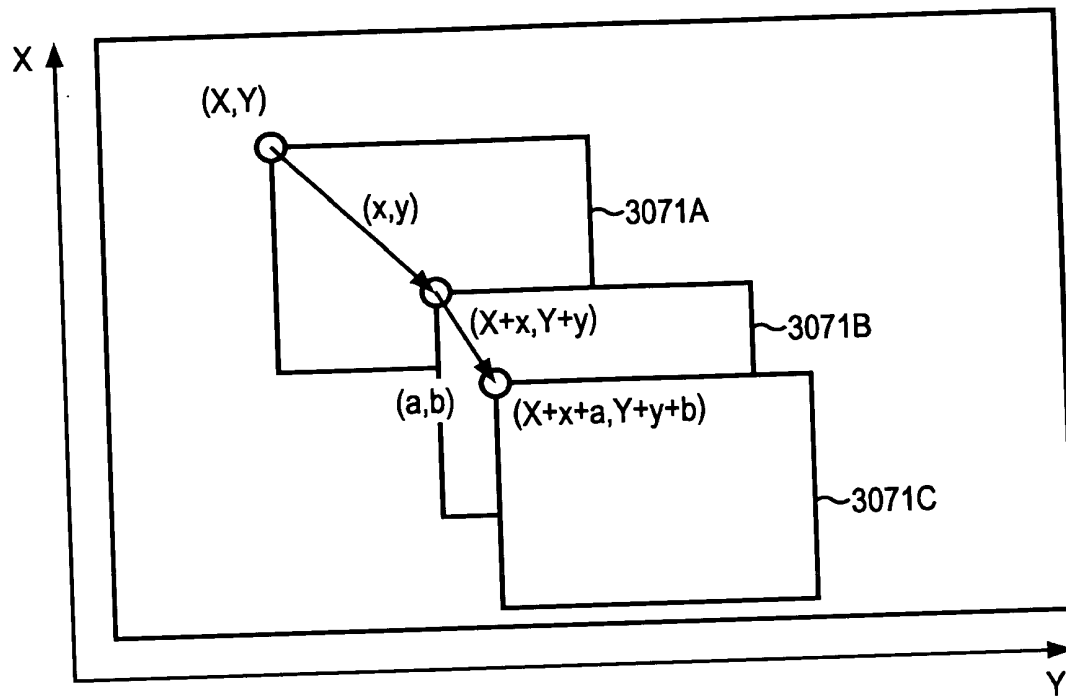 X
(X,Y)
(x,y)
3071A
(X+x,Y+y)
3071B
(a,b)
(X+x+a,Y+y+b)
3071C
Y